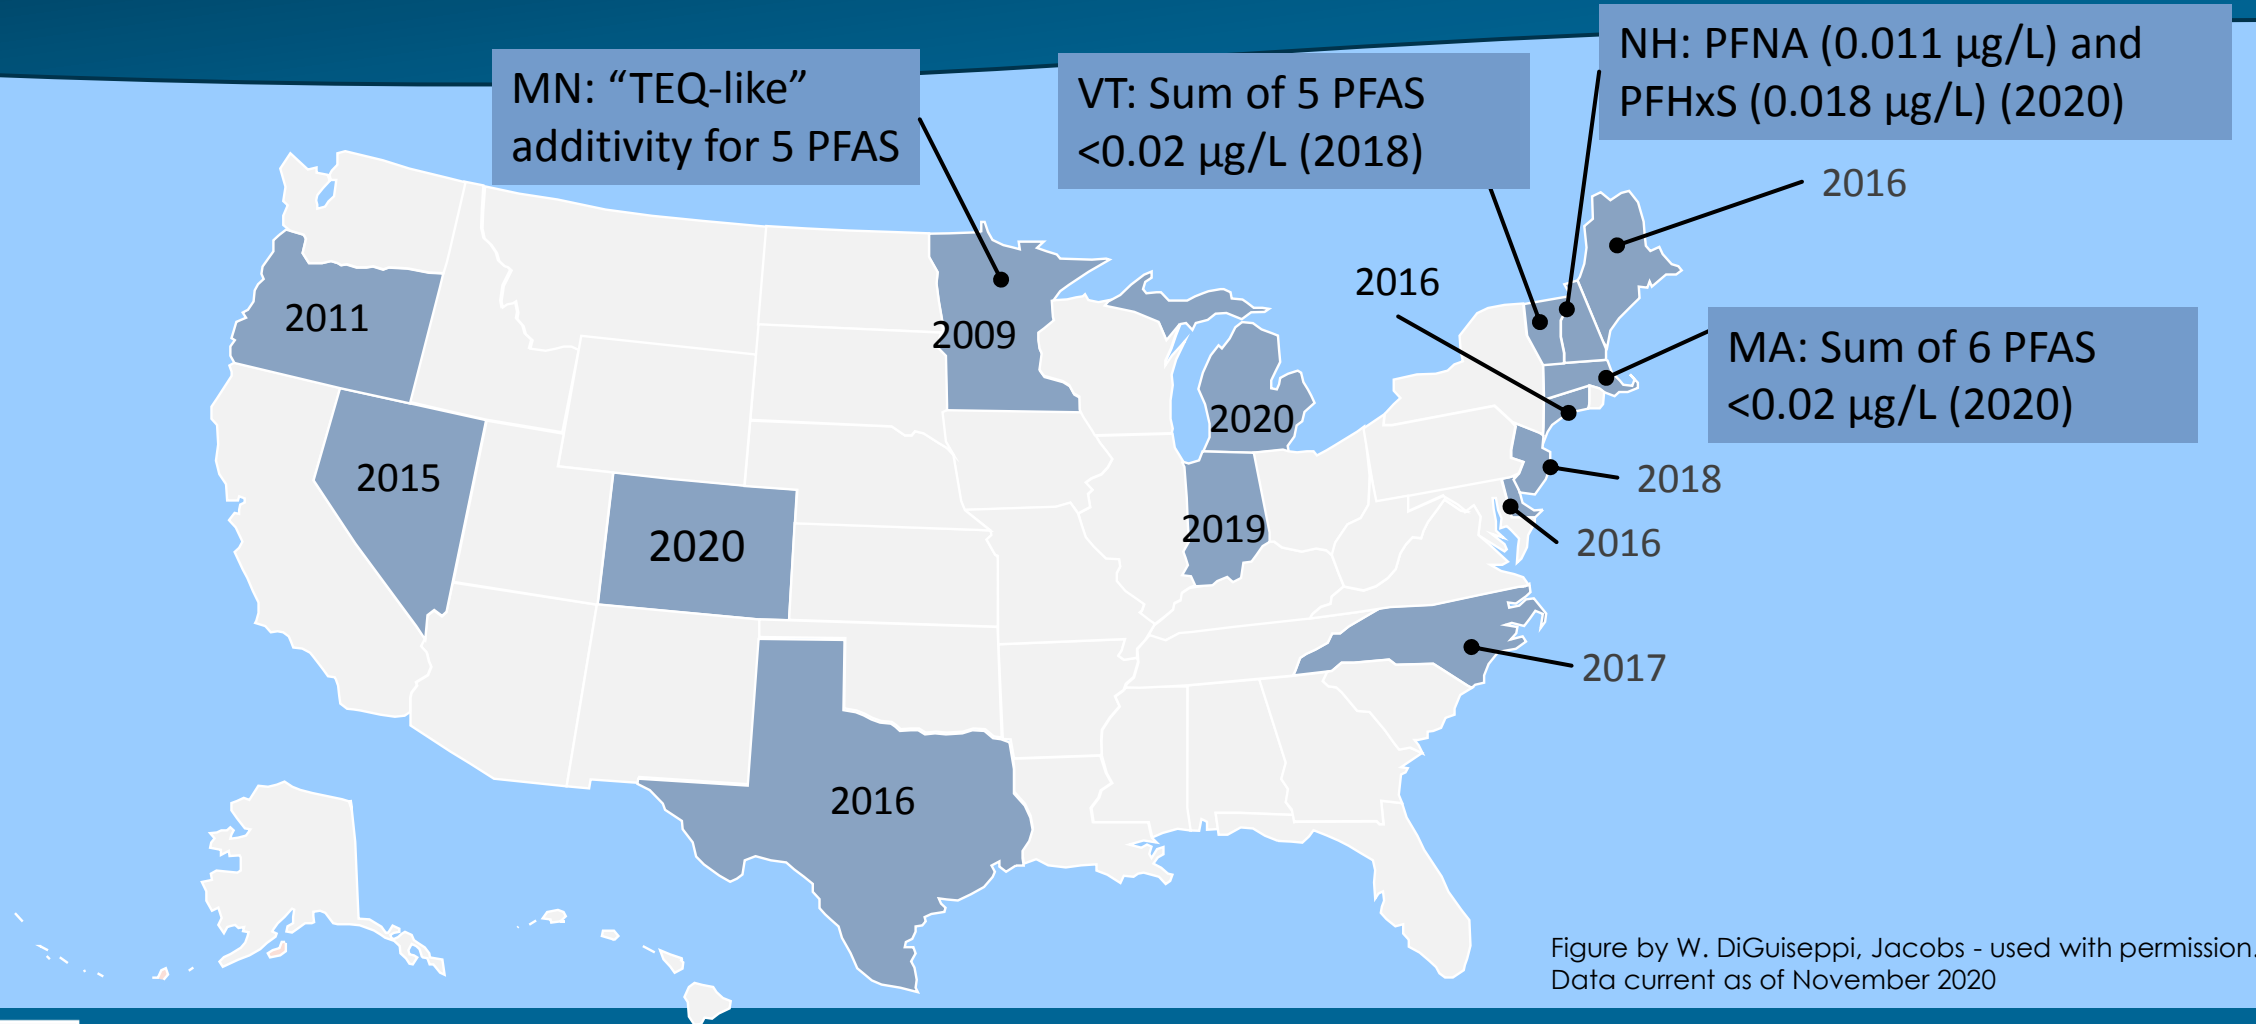 MN: “TEQ-like”
additivity for 5 PFAS
VT: Sum of 5 PFAS
<0.02 µg/L (2018)
NH: PFNA (0.011 µg/L) and
PFHxS (0.018 µg/L) (2020)
2016
2016
2011
2009
MA: Sum of 6 PFAS
<0.02 µg/L (2020)
2020
2015
2018
2019
2020
2016
2017
2016
Figure by W. DiGuiseppi, Jacobs - used with permission.
Data current as of November 2020